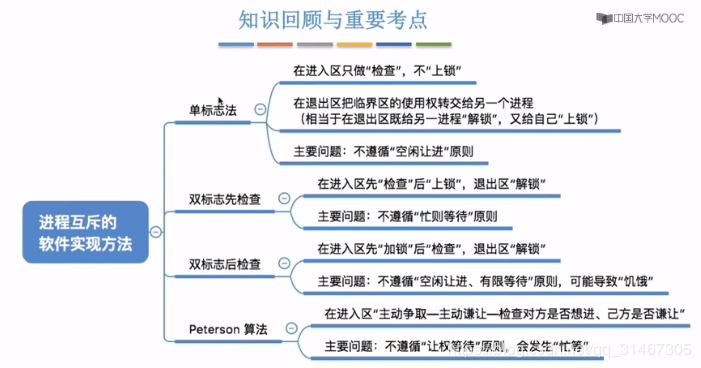 知识回顾与重要考点
中国大学MOOC
在进入区只做“检查”，不“上锁”
单标志法
在退出区把临界区的使用权转交给另一个进程
（相当于在退出区既给另一进程“解锁”，又给自己“上锁”）
主要问题：不遵循“空闲让进”原则
进程互斥的
软件实现方法
双标志先检查
在进入区先“检查”后“上锁”，退出区“解锁”
主要问题：不遵循“忙则等待”原则
双标志后检查
在进入区先“加锁”后“检查”，退出区“解锁”
主要问题：不遵循“空闲让进、有限等待”原则，可能导致“饥饿”
Peterson 算法
在进入区“主动争取—主动谦让—检查对方是否想进、己方是否谦让”
主要问题：不遵循“让权等待”原则，会发生“忙等”
https://blog.csdn.net/qq_31467305